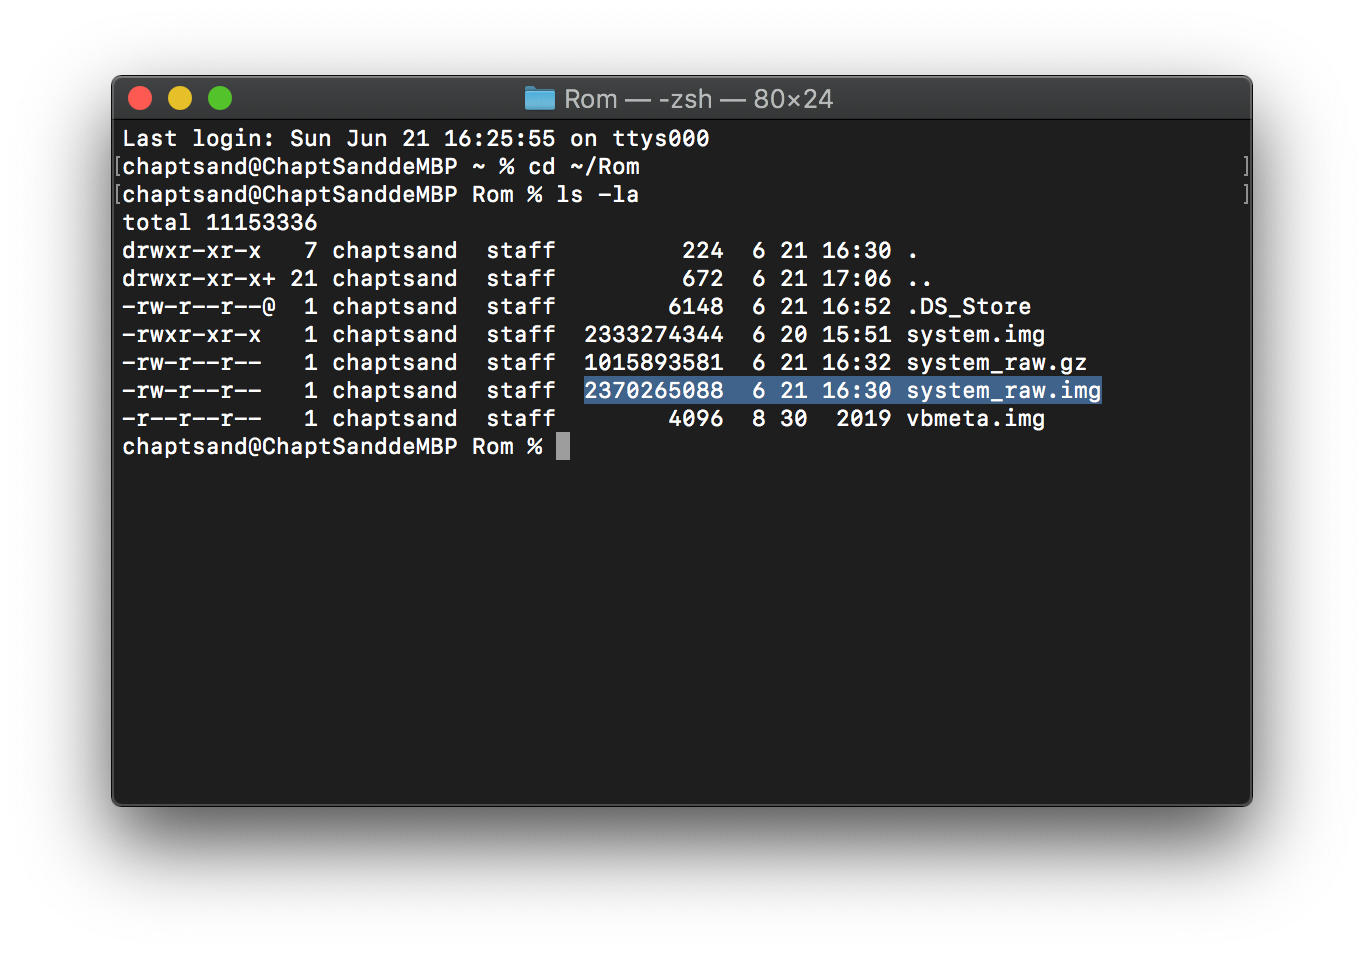 Rom — -zsh — 80×24
Last login: Sun Jun 21 16:25:55 on ttys000
[chaptsand@ChaptSanddeMBP ~ % cd ~/Rom ]
[chaptsand@ChaptSanddeMBP Rom % ls -la ]
total 11153336
drwxr-xr-x   7 chaptsand  staff         224  6 21 16:30 .
drwxr-xr-x+ 21 chaptsand  staff         672  6 21 17:06 ..
-rw-r--r--@  1 chaptsand  staff        6148  6 21 16:52 .DS_Store
-rwxr-xr-x   1 chaptsand  staff  2333274344  6 20 15:51 system.img
-rw-r--r--   1 chaptsand  staff  1015893581  6 21 16:32 system_raw.gz
-rw-r--r--   1 chaptsand  staff  2370265088  6 21 16:30 system_raw.img
-r--r--r--   1 chaptsand  staff        4096  8 30  2019 vbmeta.img
chaptsand@ChaptSanddeMBP Rom %